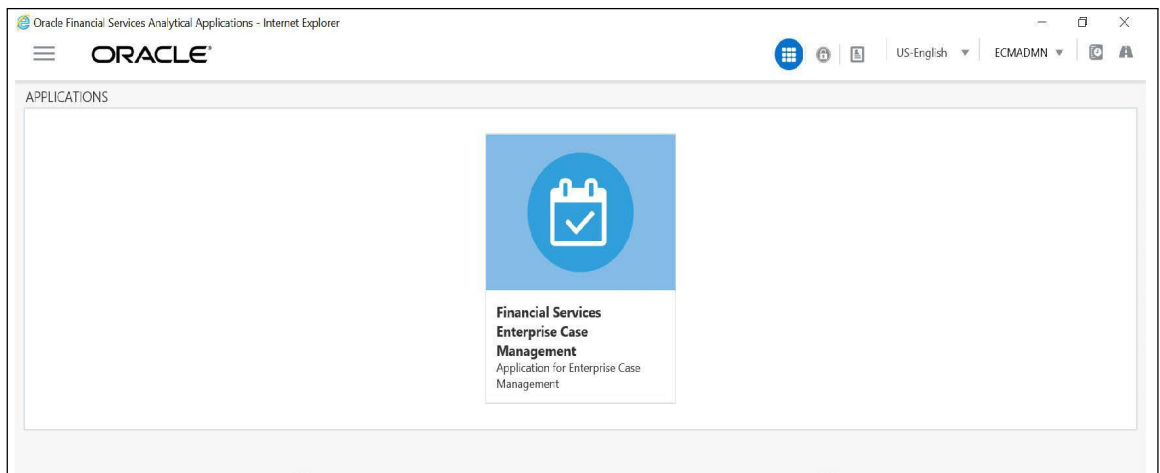 Oracle Financial Services Analytical Applications - Internet Explorer
ORACLE®
US-English
ECMADMN
APPLICATIONS
Financial Services
Enterprise Case
Management
Application for Enterprise Case
Management